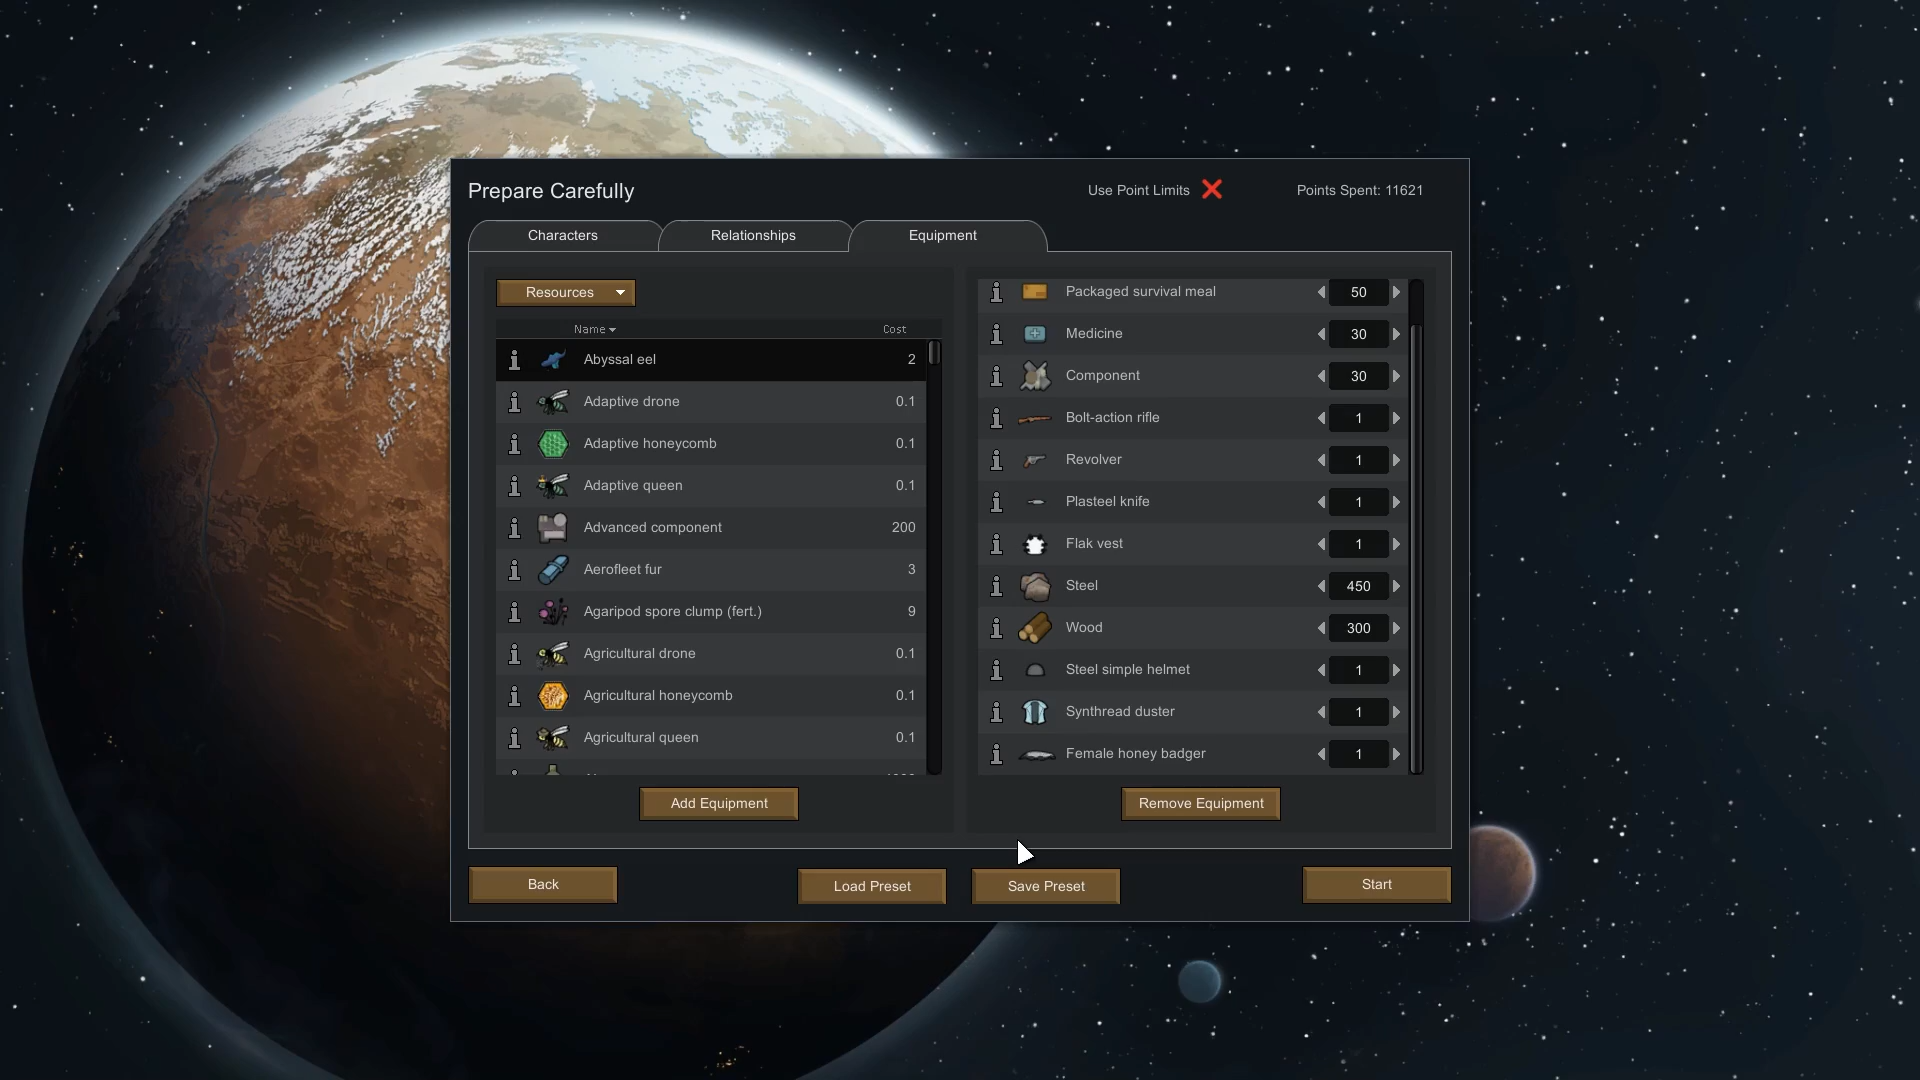 Prepare Carefully
Use Point Limits
Points Spent: 11621
Characters
Relationships
Equipment
Resources
Name
Cost
Abyssal eel 2
Adaptive drone 0.1
Adaptive honeycomb 0.1
Adaptive queen 0.1
Advanced component 200
Aerofleet fur 3
Agaripod spore clump (fert.) 9
Agricultural drone 0.1
Agricultural honeycomb 0.1
Agricultural queen 0.1
Add Equipment
Packaged survival meal 50
Medicine 30
Component 30
Bolt-action rifle 1
Revolver 1
Plasteel knife 1
Flak vest 1
Steel 450
Wood 300
Steel simple helmet 1
Synthread duster 1
Female honey badger 1
Remove Equipment
Back
Load Preset
Save Preset
Start